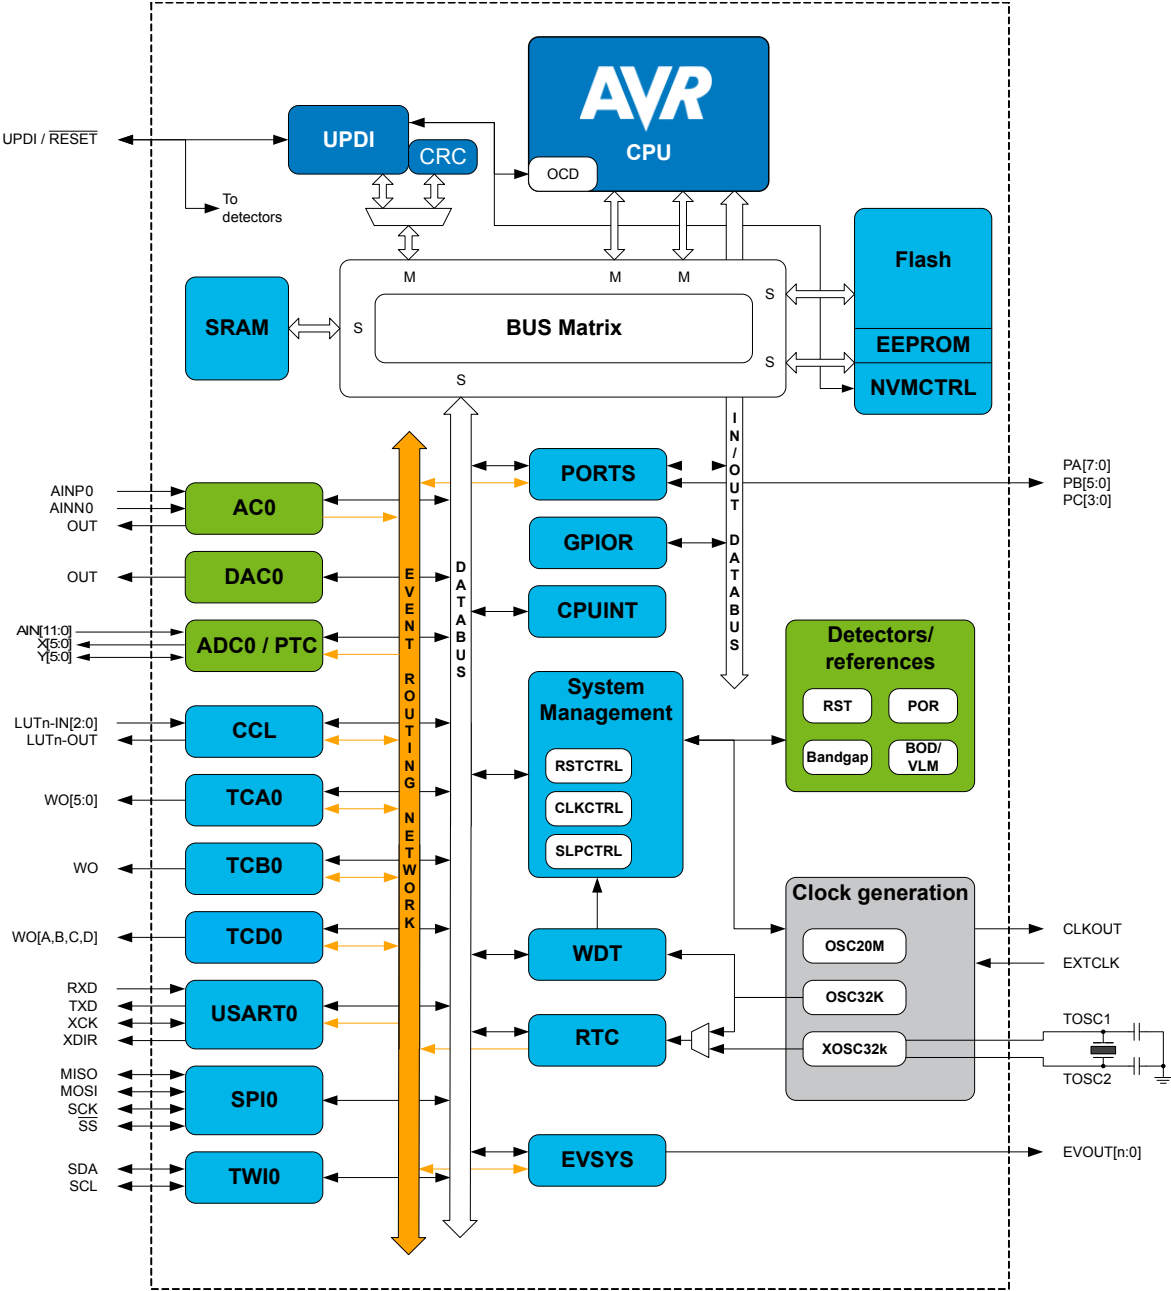 AVR
CPU
OCD
UPDI / RESET
UPDI
CRC
To
detectors
M
M
M
Flash
EEPROM
NVMCTRL
SRAM
S
BUS Matrix
S
S
S
IN/OUT DATABUS
DATABUS
EVENT ROUTING NETWORK
AINP0
AINN0
OUT
AC0
OUT
DAC0
AIN[11:0]
X[5:0]
Y[5:0]
ADC0 / PTC
LUTn-IN[2:0]
LUTn-OUT
CCL
WO[5:0]
TCA0
WO
TCB0
WO[A,B,C,D]
TCD0
RXD
TXD
XCK
XDIR
USART0
MISO
MOSI
SCK
SS
SPI0
SDA
SCL
TWI0
PORTS
PA[7:0]
PB[5:0]
PC[3:0]
GPIOR
CPUINT
System
Management
RSTCTRL
CLKCTRL
SLPCTRL
Detectors/
references
RST
POR
Bandgap
BOD/
VLM
WDT
RTC
Clock generation
OSC20M
OSC32K
XOSC32k
CLKOUT
EXTCLK
TOSC1
TOSC2
EVSYS
EVOUT[n:0]